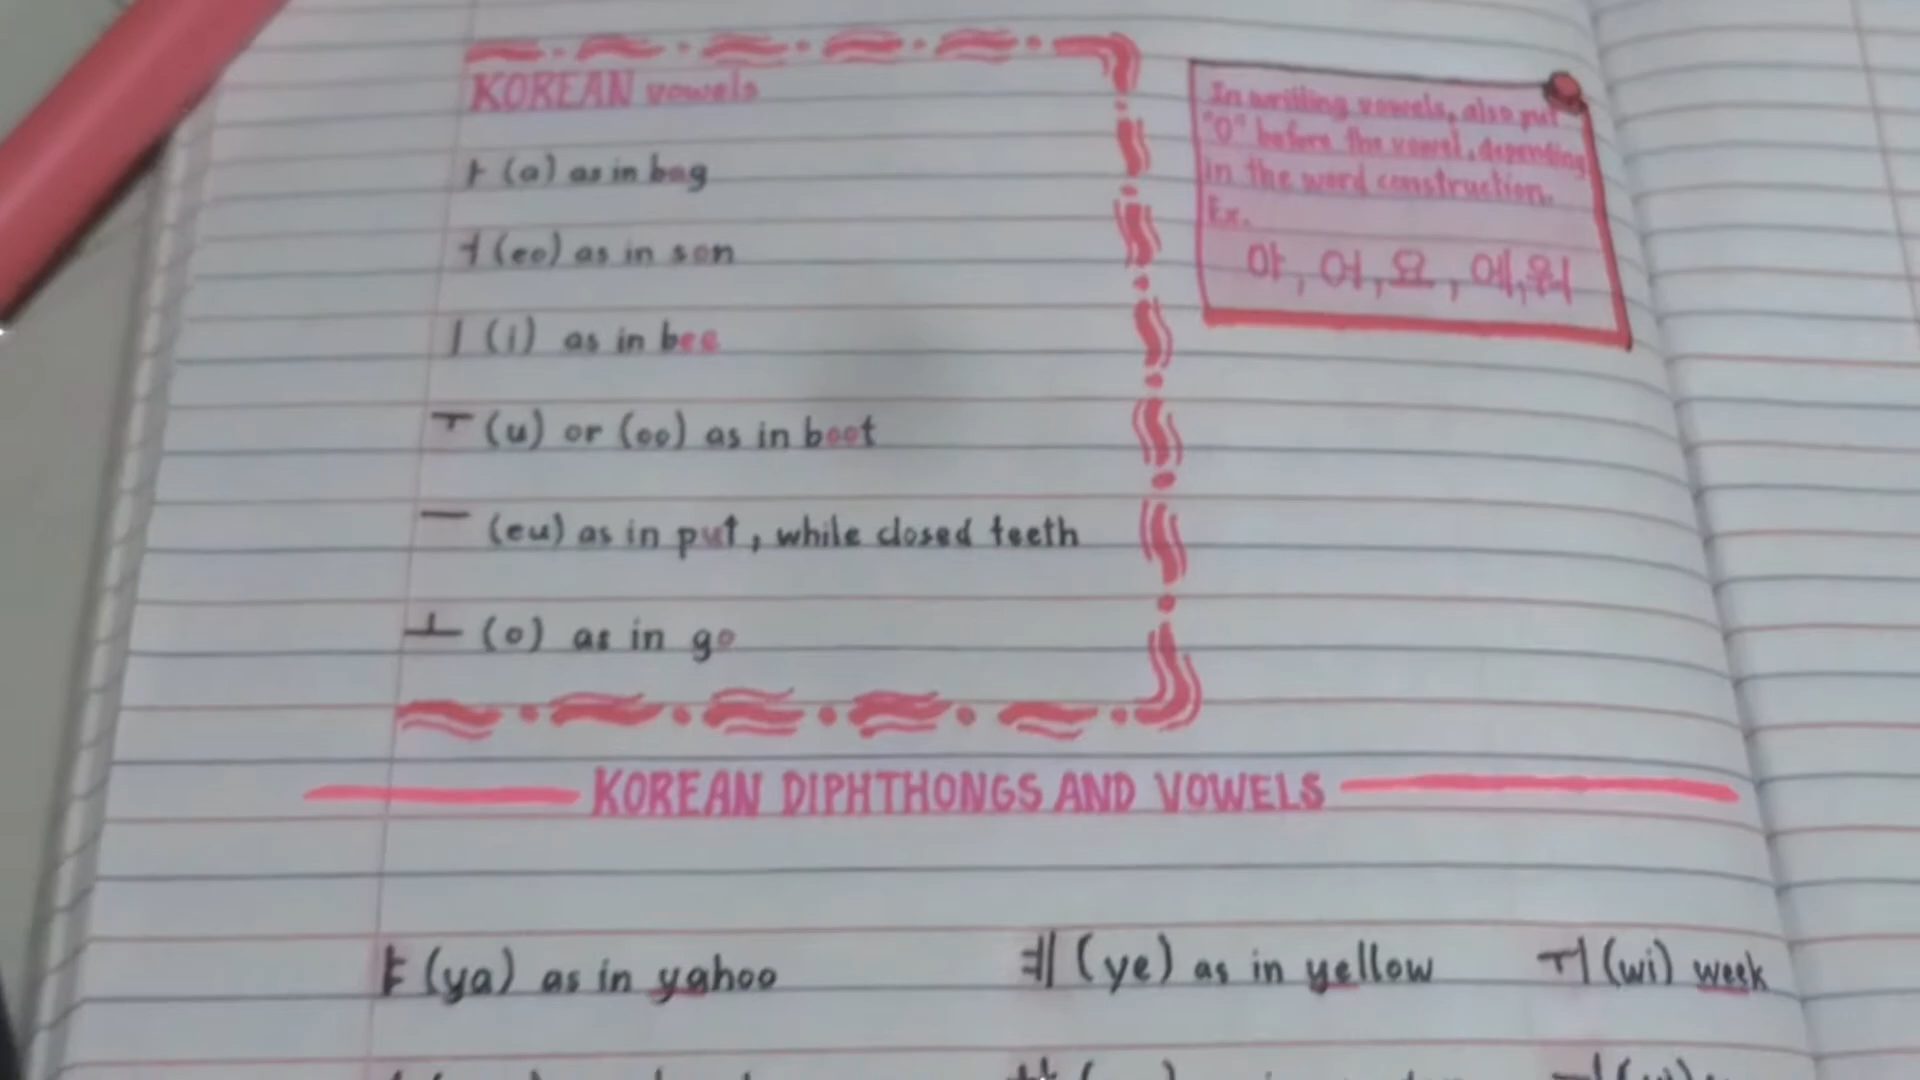 KOREAN vowels
ㅏ (a) as in bag
ㅓ (eo) as in son
ㅣ (i) as in bee
ㅜ (u) or (oo) as in boot
ㅡ (eu) as in put, while closed teeth
ㅗ (o) as in go
In writing vowels, also put
"O" before the vowel, depending
in the word construction.
Ex.
아, 어, 요, 에, 워
KOREAN DIPHTHONGS AND VOWELS
ㅑ (ya) as in yahoo
ㅖ (ye) as in yellow
ㅟ (wi) week